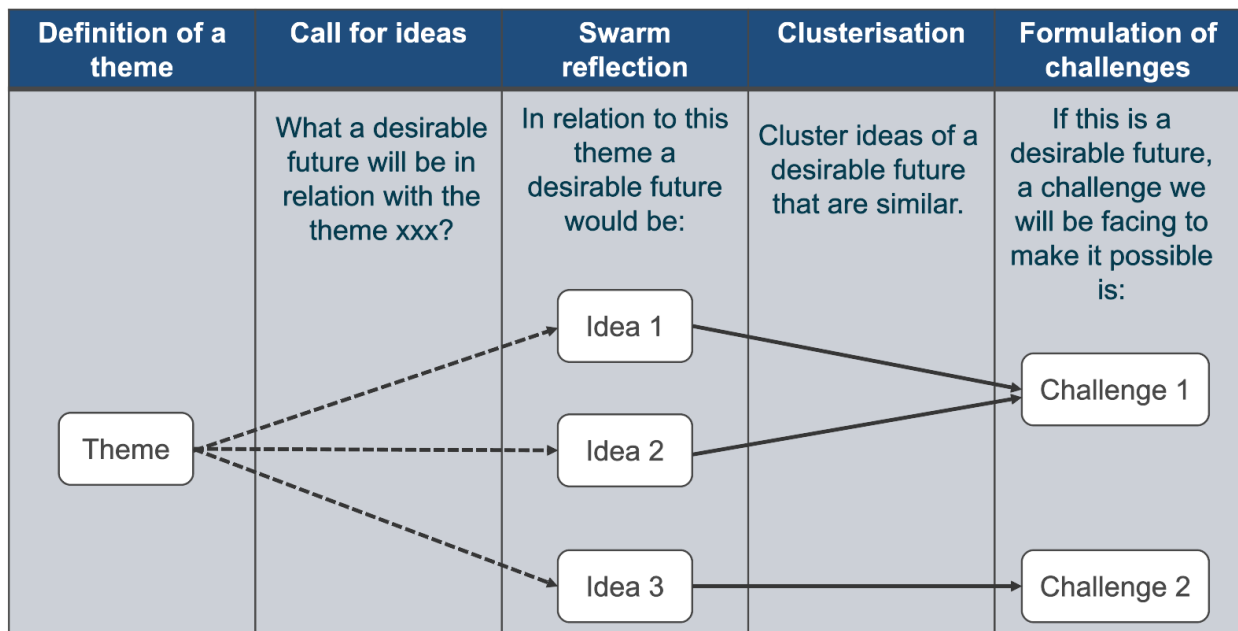 Definition of a
theme
Call for ideas
Swarm
reflection
Clusterisation
Formulation of
challenges
What a desirable
future will be in
relation with the
theme xxx?
In relation to this
theme a
desirable future
would be:
Cluster ideas of a
desirable future
that are similar.
If this is a
desirable future,
a challenge we
will be facing to
make it possible
is:
Theme
Idea 1
Idea 2
Idea 3
Challenge 1
Challenge 2